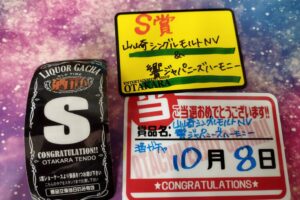 LIQUOR GACHA
S
CONGRATULATIONS!!
OTAKARA TENDO
S賞
山崎シングルモルトNV
&
響ジャパニーズハーモニー
OTAKARA
当
ご当選おめでとうございます!!
賞品名:
山崎シングルモルトNV
響ジャパニーズハーモニー
酒ガチャ
10月8日
★CONGRATULATIONS★